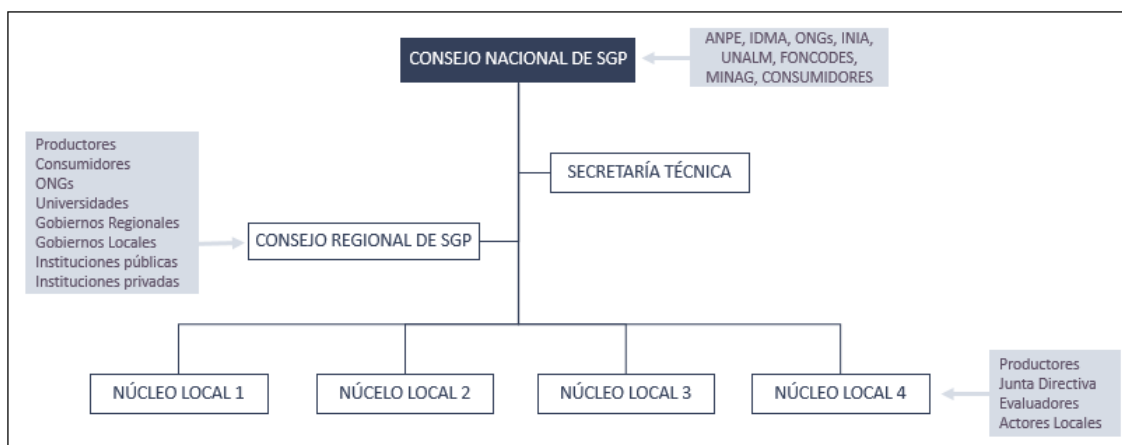 CONSEJO NACIONAL DE SGP
ANPE, IDMA, ONGs, INIA,
UNALM, FONCODES,
MINAG, CONSUMIDORES
SECRETARÍA TÉCNICA
Productores
Consumidores
ONGs
Universidades
Gobiernos Regionales
Gobiernos Locales
Instituciones públicas
Instituciones privadas
CONSEJO REGIONAL DE SGP
NÚCLEO LOCAL 1
NÚCELO LOCAL 2
NÚCLEO LOCAL 3
NÚCLEO LOCAL 4
Productores
Junta Directiva
Evaluadores
Actores Locales